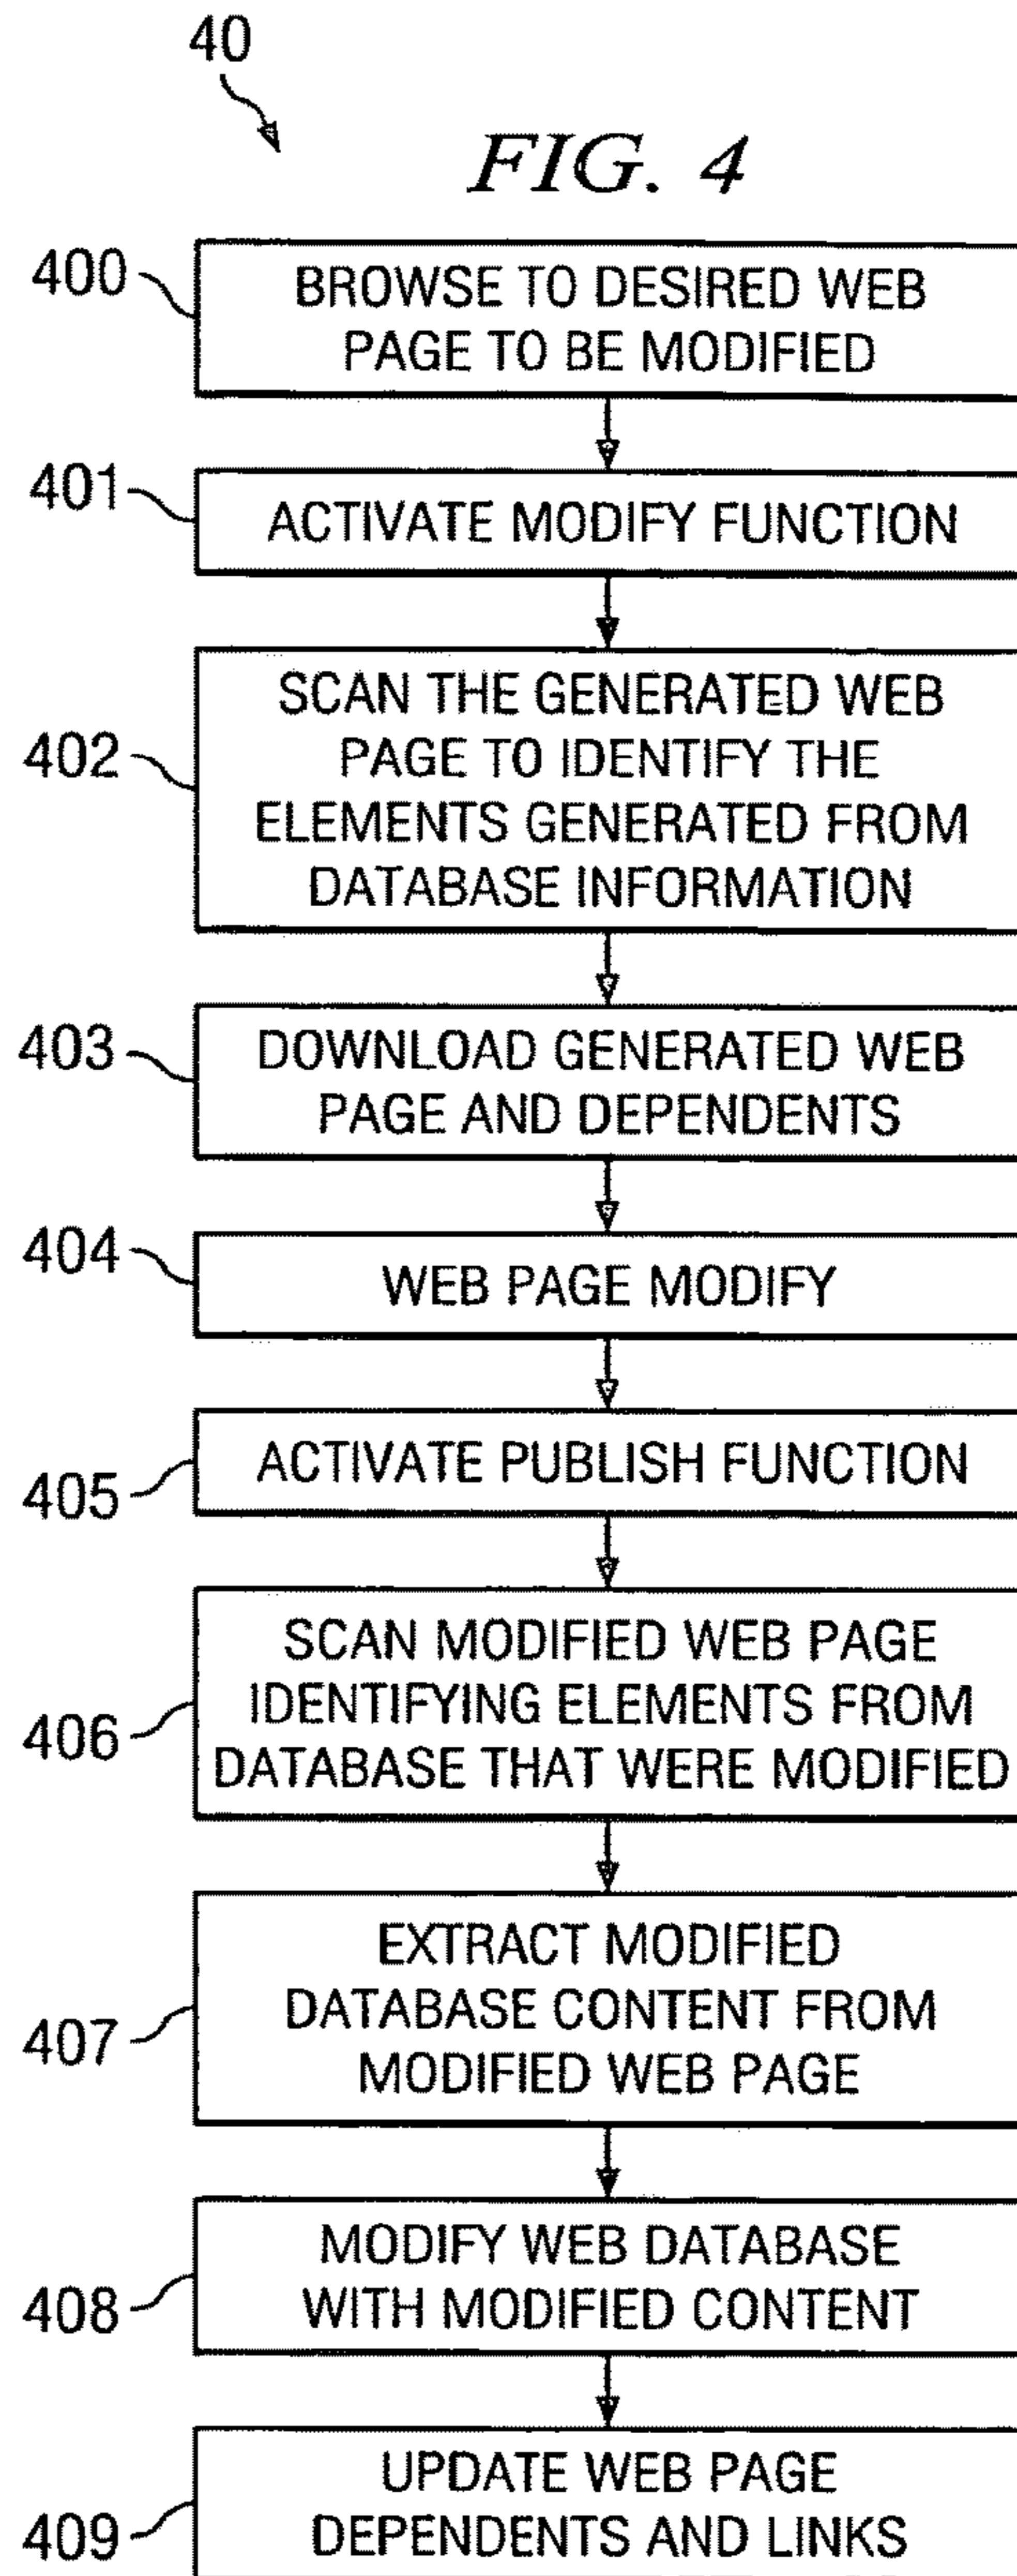 40
FIG. 4
400
BROWSE TO DESIRED WEB
PAGE TO BE MODIFIED
401
ACTIVATE MODIFY FUNCTION
402
SCAN THE GENERATED WEB
PAGE TO IDENTIFY THE
ELEMENTS GENERATED FROM
DATABASE INFORMATION
403
DOWNLOAD GENERATED WEB
PAGE AND DEPENDENTS
404
WEB PAGE MODIFY
405
ACTIVATE PUBLISH FUNCTION
406
SCAN MODIFIED WEB PAGE
IDENTIFYING ELEMENTS FROM
DATABASE THAT WERE MODIFIED
407
EXTRACT MODIFIED
DATABASE CONTENT FROM
MODIFIED WEB PAGE
408
MODIFY WEB DATABASE
WITH MODIFIED CONTENT
409
UPDATE WEB PAGE
DEPENDENTS AND LINKS